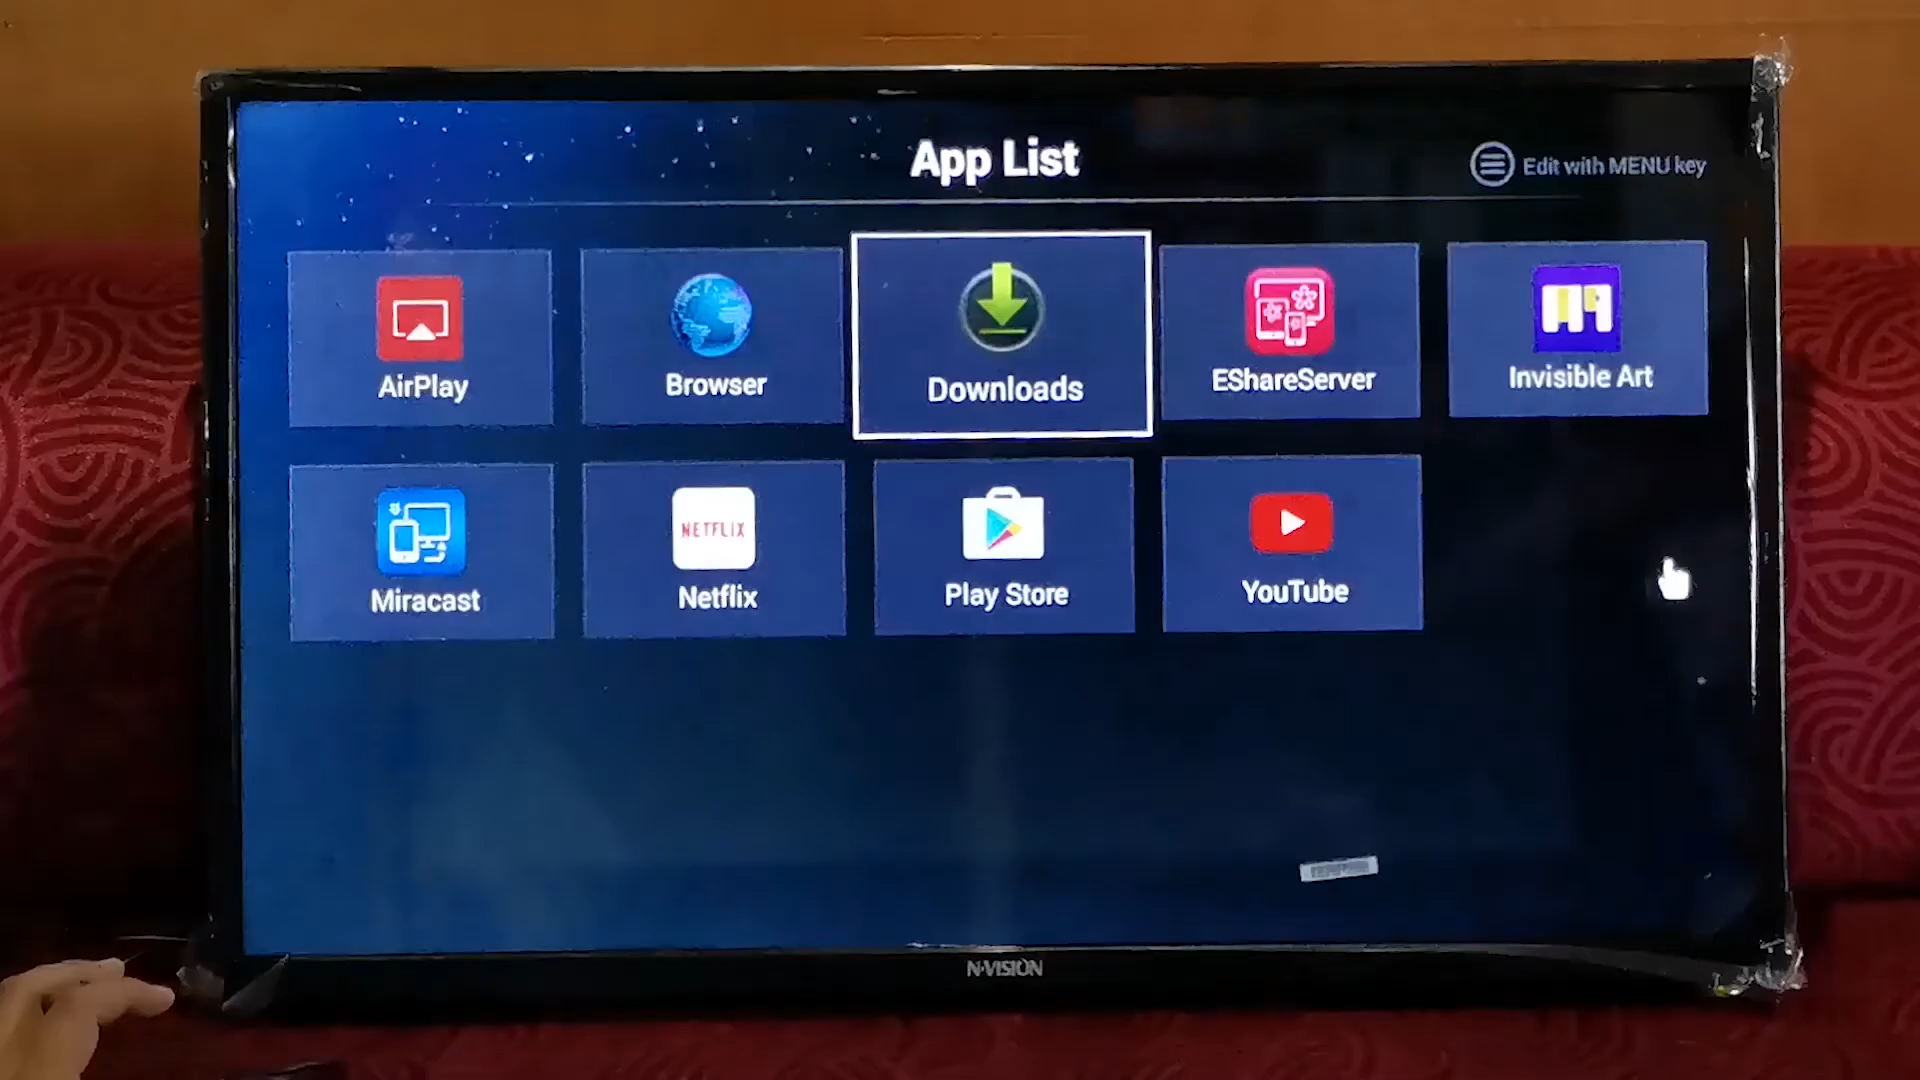 App List
Edit with MENU key
AirPlay
Browser
Downloads
EShareServer
Invisible Art
Miracast
NETFLIX
Netflix
Play Store
YouTube
N-VISION